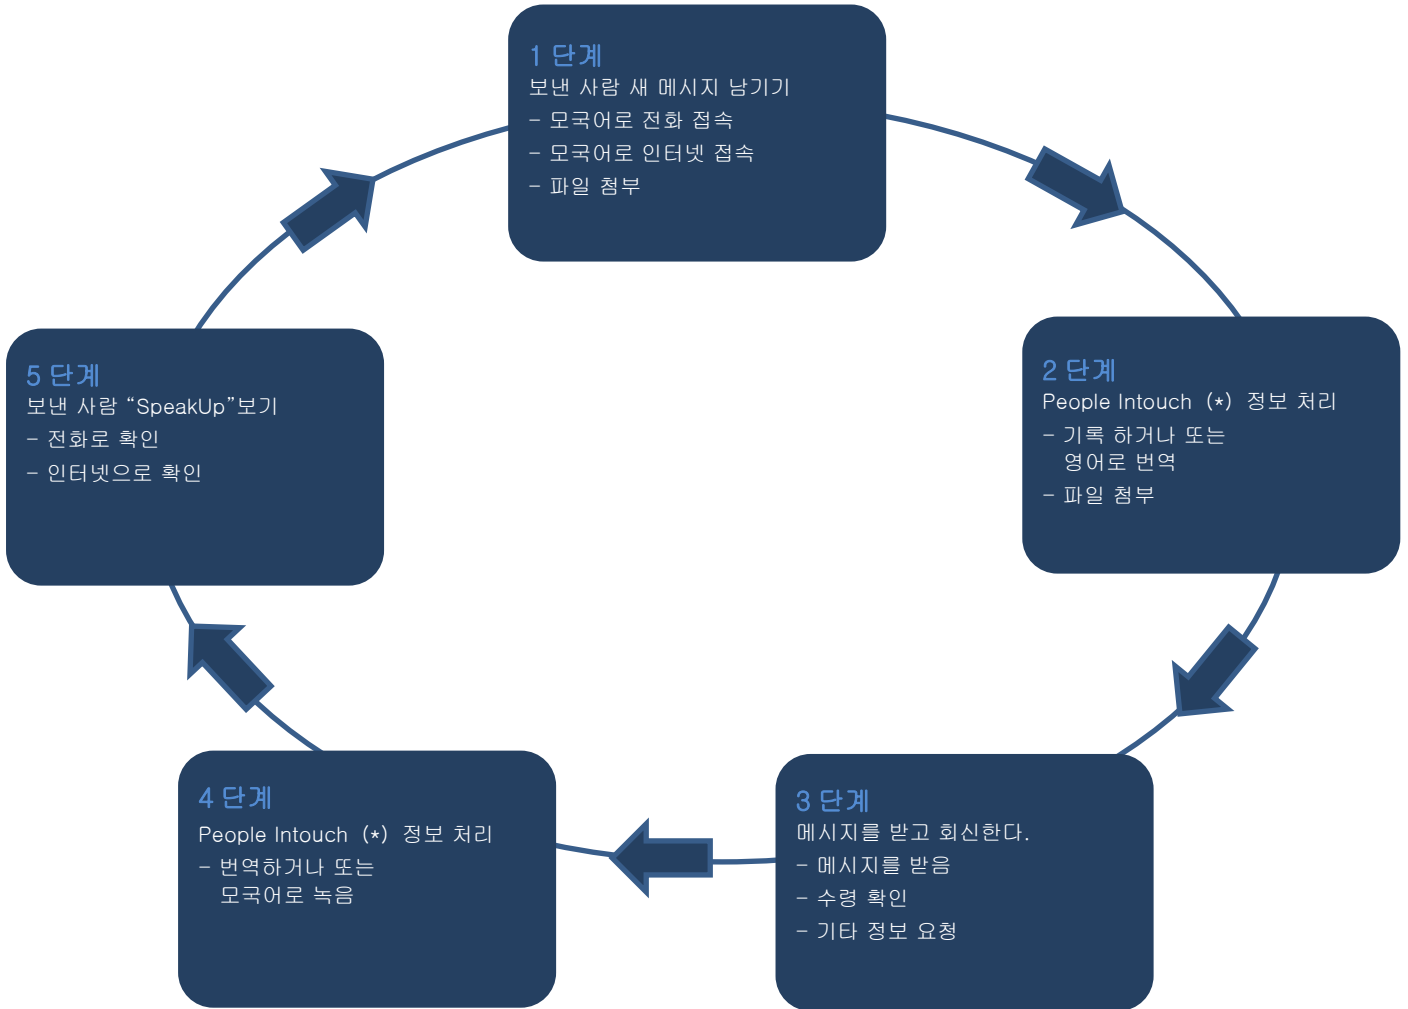 1 단계
보낸 사람 새 메시지 남기기
- 모국어로 전화 접속
- 모국어로 인터넷 접속
- 파일 첨부
2 단계
People Intouch (*) 정보 처리
- 기록 하거나 또는
영어로 번역
- 파일 첨부
3 단계
메시지를 받고 회신한다.
- 메시지를 받음
- 수령 확인
- 기타 정보 요청
4 단계
People Intouch (*) 정보 처리
- 번역하거나 또는
모국어로 녹음
5 단계
보낸 사람 “SpeakUp”보기
- 전화로 확인
- 인터넷으로 확인